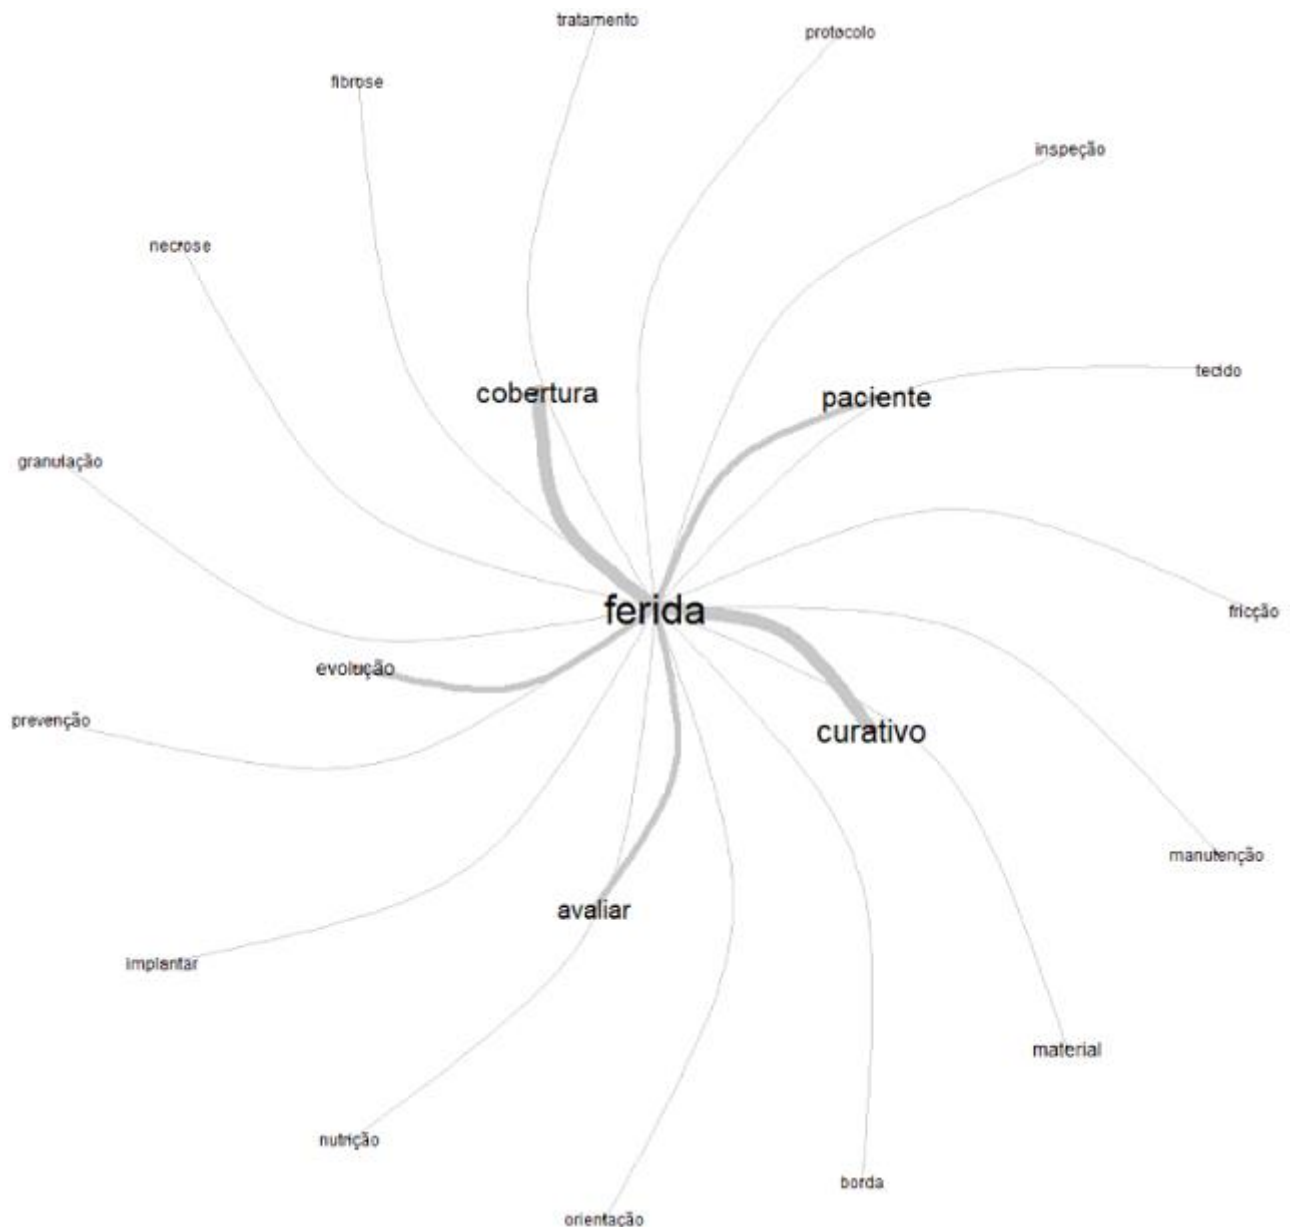 tratamento
protocolo
fibrose
inspeção
necrose
tecido
cobertura
paciente
granulação
ferida
fricção
evolução
prevenção
curativo
manutenção
avaliar
implantar
material
nutrição
borda
orientação